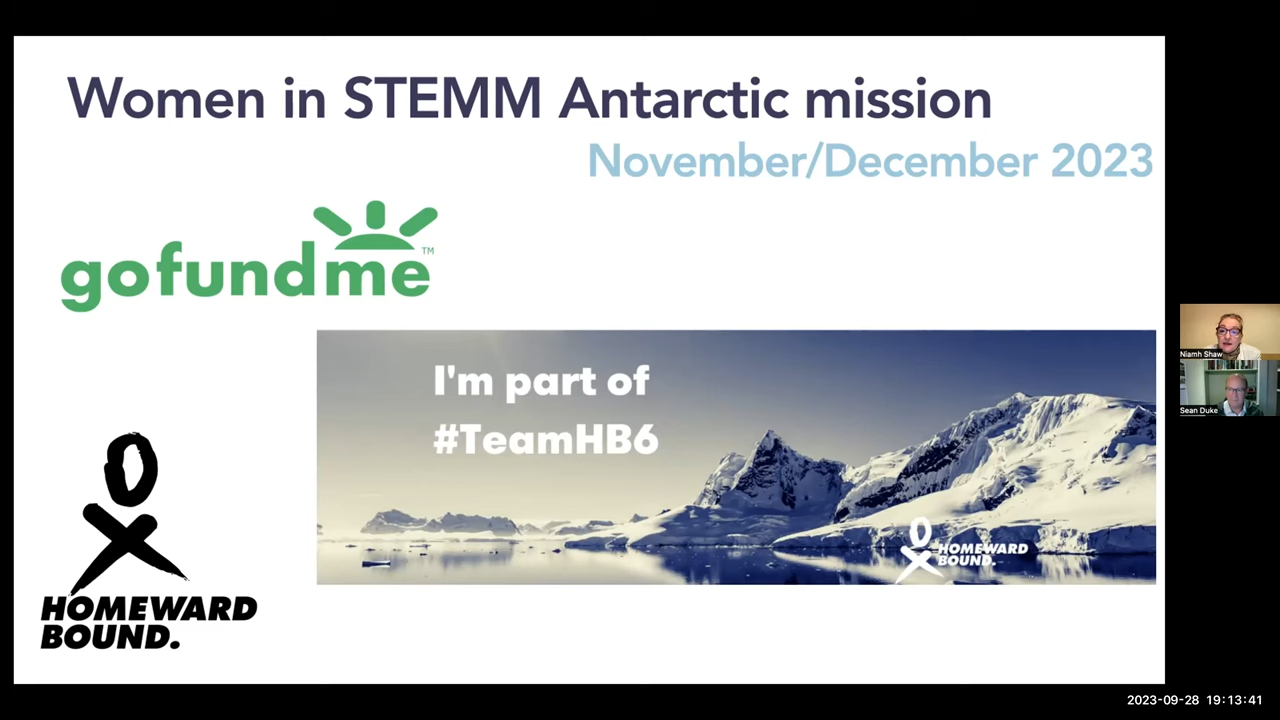 Women in STEMM Antarctic mission
November/December 2023
gofundme™
I'm part of
#TeamHB6
HOMEWARD
BOUND.
HOMEWARD
BOUND.
Niamh Shaw
Sean Duke
2023-09-28 19:13:41